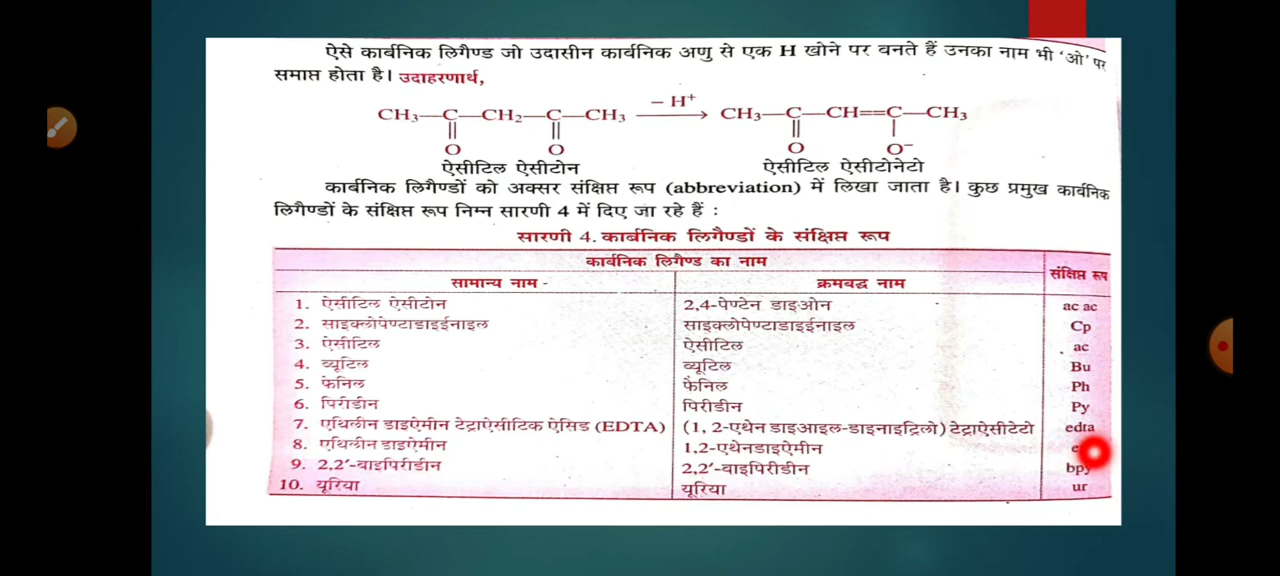 ऐसे कार्बनिक लिगैण्ड जो उदासीन कार्बनिक अणु से एक H खोने पर बनते हैं उनका नाम भी ‘ओ’ पर
समाप्त होता है। उदाहरणार्थ,
CH₃—C—CH₂—C—CH₃ — H⁺ → CH₃—C—CH==C—CH₃
|| || || |
O O O O⁻
ऐसीटिल ऐसीटोन ऐसीटिल ऐसीटोनेटो
कार्बनिक लिगैण्डों को अक्सर संक्षिप्त रूप (abbreviation) में लिखा जाता है। कुछ प्रमुख कार्बनिक
लिगैण्डों के संक्षिप्त रूप निम्न सारणी 4 में दिए जा रहे हैं :
सारणी 4. कार्बनिक लिगैण्डों के संक्षिप्त रूप
कार्बनिक लिगैण्ड का नाम संक्षिप्त रूप
सामान्य नाम - क्रमबद्ध नाम
1. ऐसीटिल ऐसीटोन 2,4-पेण्टेन डाइओन ac ac
2. साइक्लोपेण्टाडाइईनाइल साइक्लोपेण्टाडाइईनाइल Cp
3. ऐसीटिल ऐसीटिल ac
4. ब्यूटिल ब्यूटिल Bu
5. फेनिल फैनिल Ph
6. पिरीडीन पिरीडीन Py
7. एथिलीन डाइऐमीन टेट्राऐसीटिक ऐसिड (EDTA) (1, 2-एथेन डाइआइल-डाइनाइट्रिलो) टेट्राऐसीटेटो edta
8. एथिलीन डाइऐमीन 1,2-एथेनडाइऐमीन
9. 2,2′-बाइपिरीडीन 2,2′-बाइपिरीडीन bpy
10. यूरिया यूरिया ur